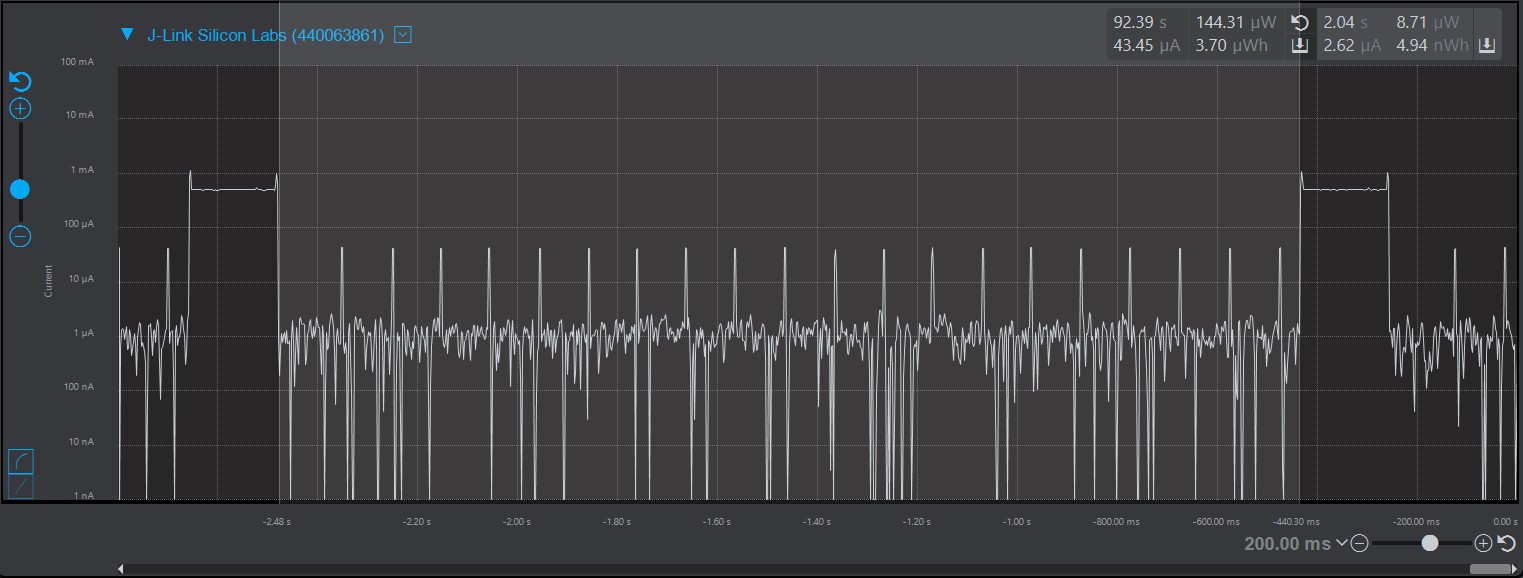 J-Link Silicon Labs (440063861)
92.39 s 144.31 µW 2.04 s 8.71 µW
43.45 µA 3.70 µWh 2.62 µA 4.94 nWh
100 mA
10 mA
1 mA
100 µA
10 µA
1 µA
100 nA
10 nA
1 nA
Current
-2.48 s -2.20 s -2.00 s -1.80 s -1.60 s -1.40 s -1.20 s -1.00 s -800.00 ms -600.00 ms -440.30 ms -200.00 ms 0.00 s
200.00 ms